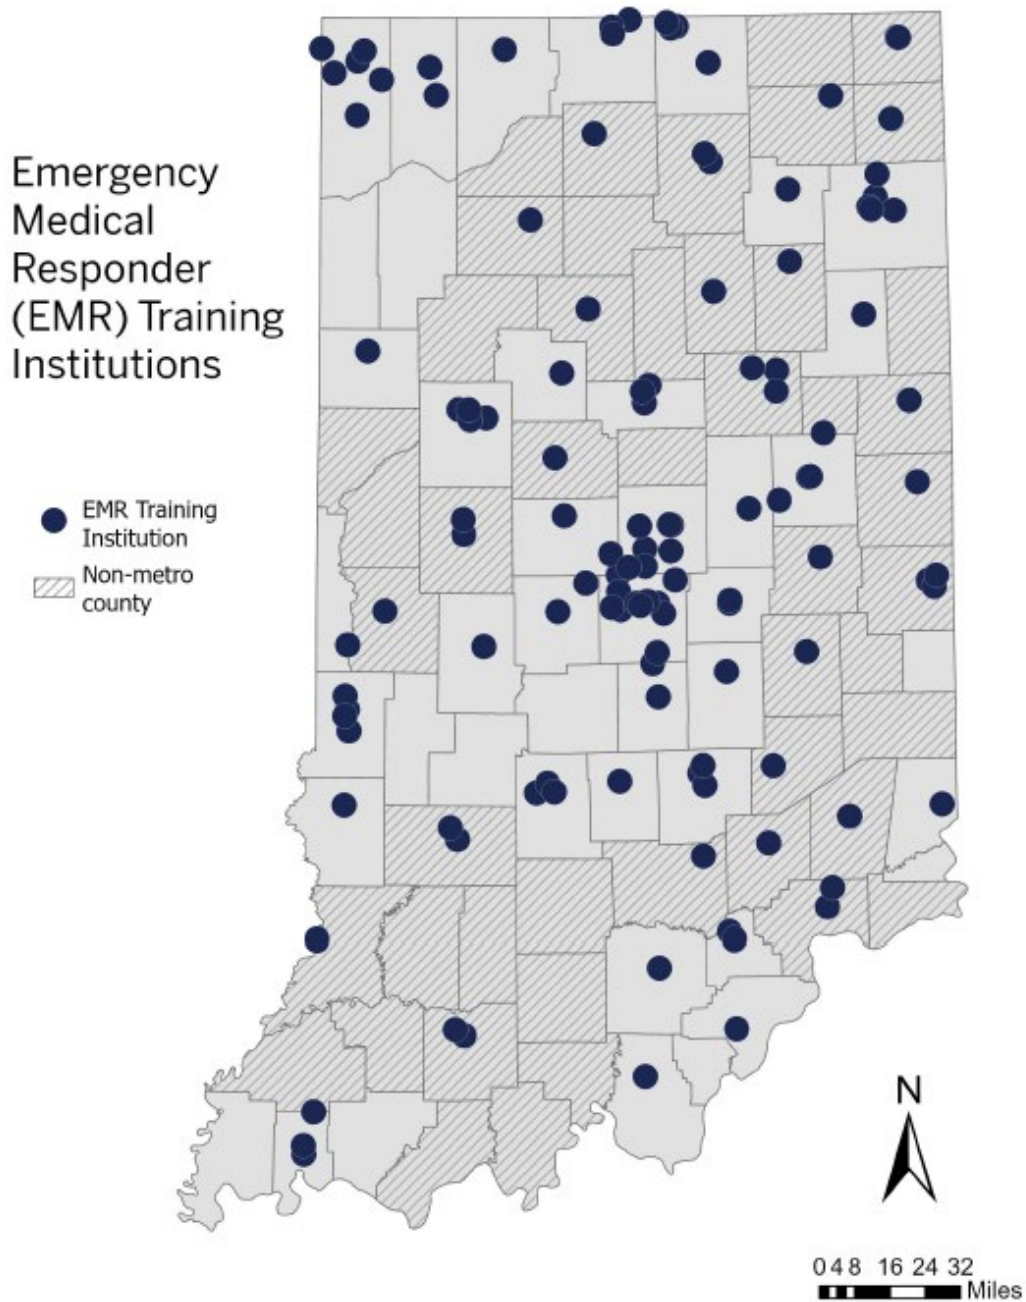 Emergency
Medical
Responder
(EMR) Training
Institutions
EMR Training
Institution
Non-metro
county
N
0 4 8 16 24 32
Miles